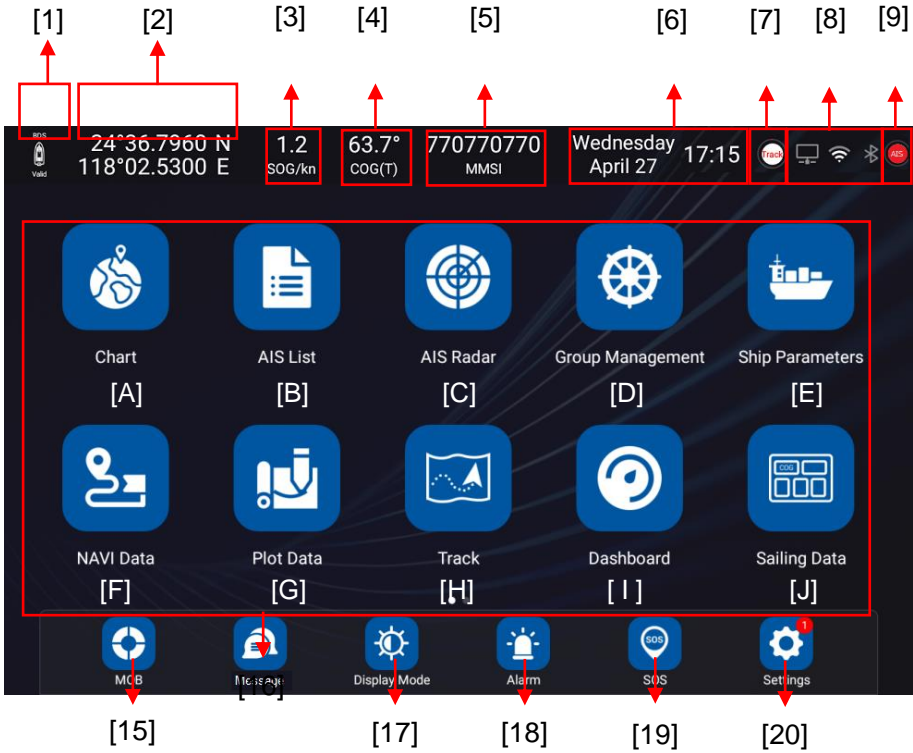 [1] [2] [3] [4] [5] [6] [7] [8] [9]
BDS
Valid
24°36.7960 N
118°02.5300 E
1.2
SOG/kn
63.7°
COG(T)
770770770
MMSI
Wednesday
April 27
17:15
Track
AIS
Chart AIS List AIS Radar Group Management Ship Parameters
[A] [B] [C] [D] [E]
COG
NAVI Data Plot Data Track Dashboard Sailing Data
[F] [G] [H] [ I ] [J]
SOS
1
MOB Message Display Mode Alarm SOS Settings
[16]
[15] [17] [18] [19] [20]